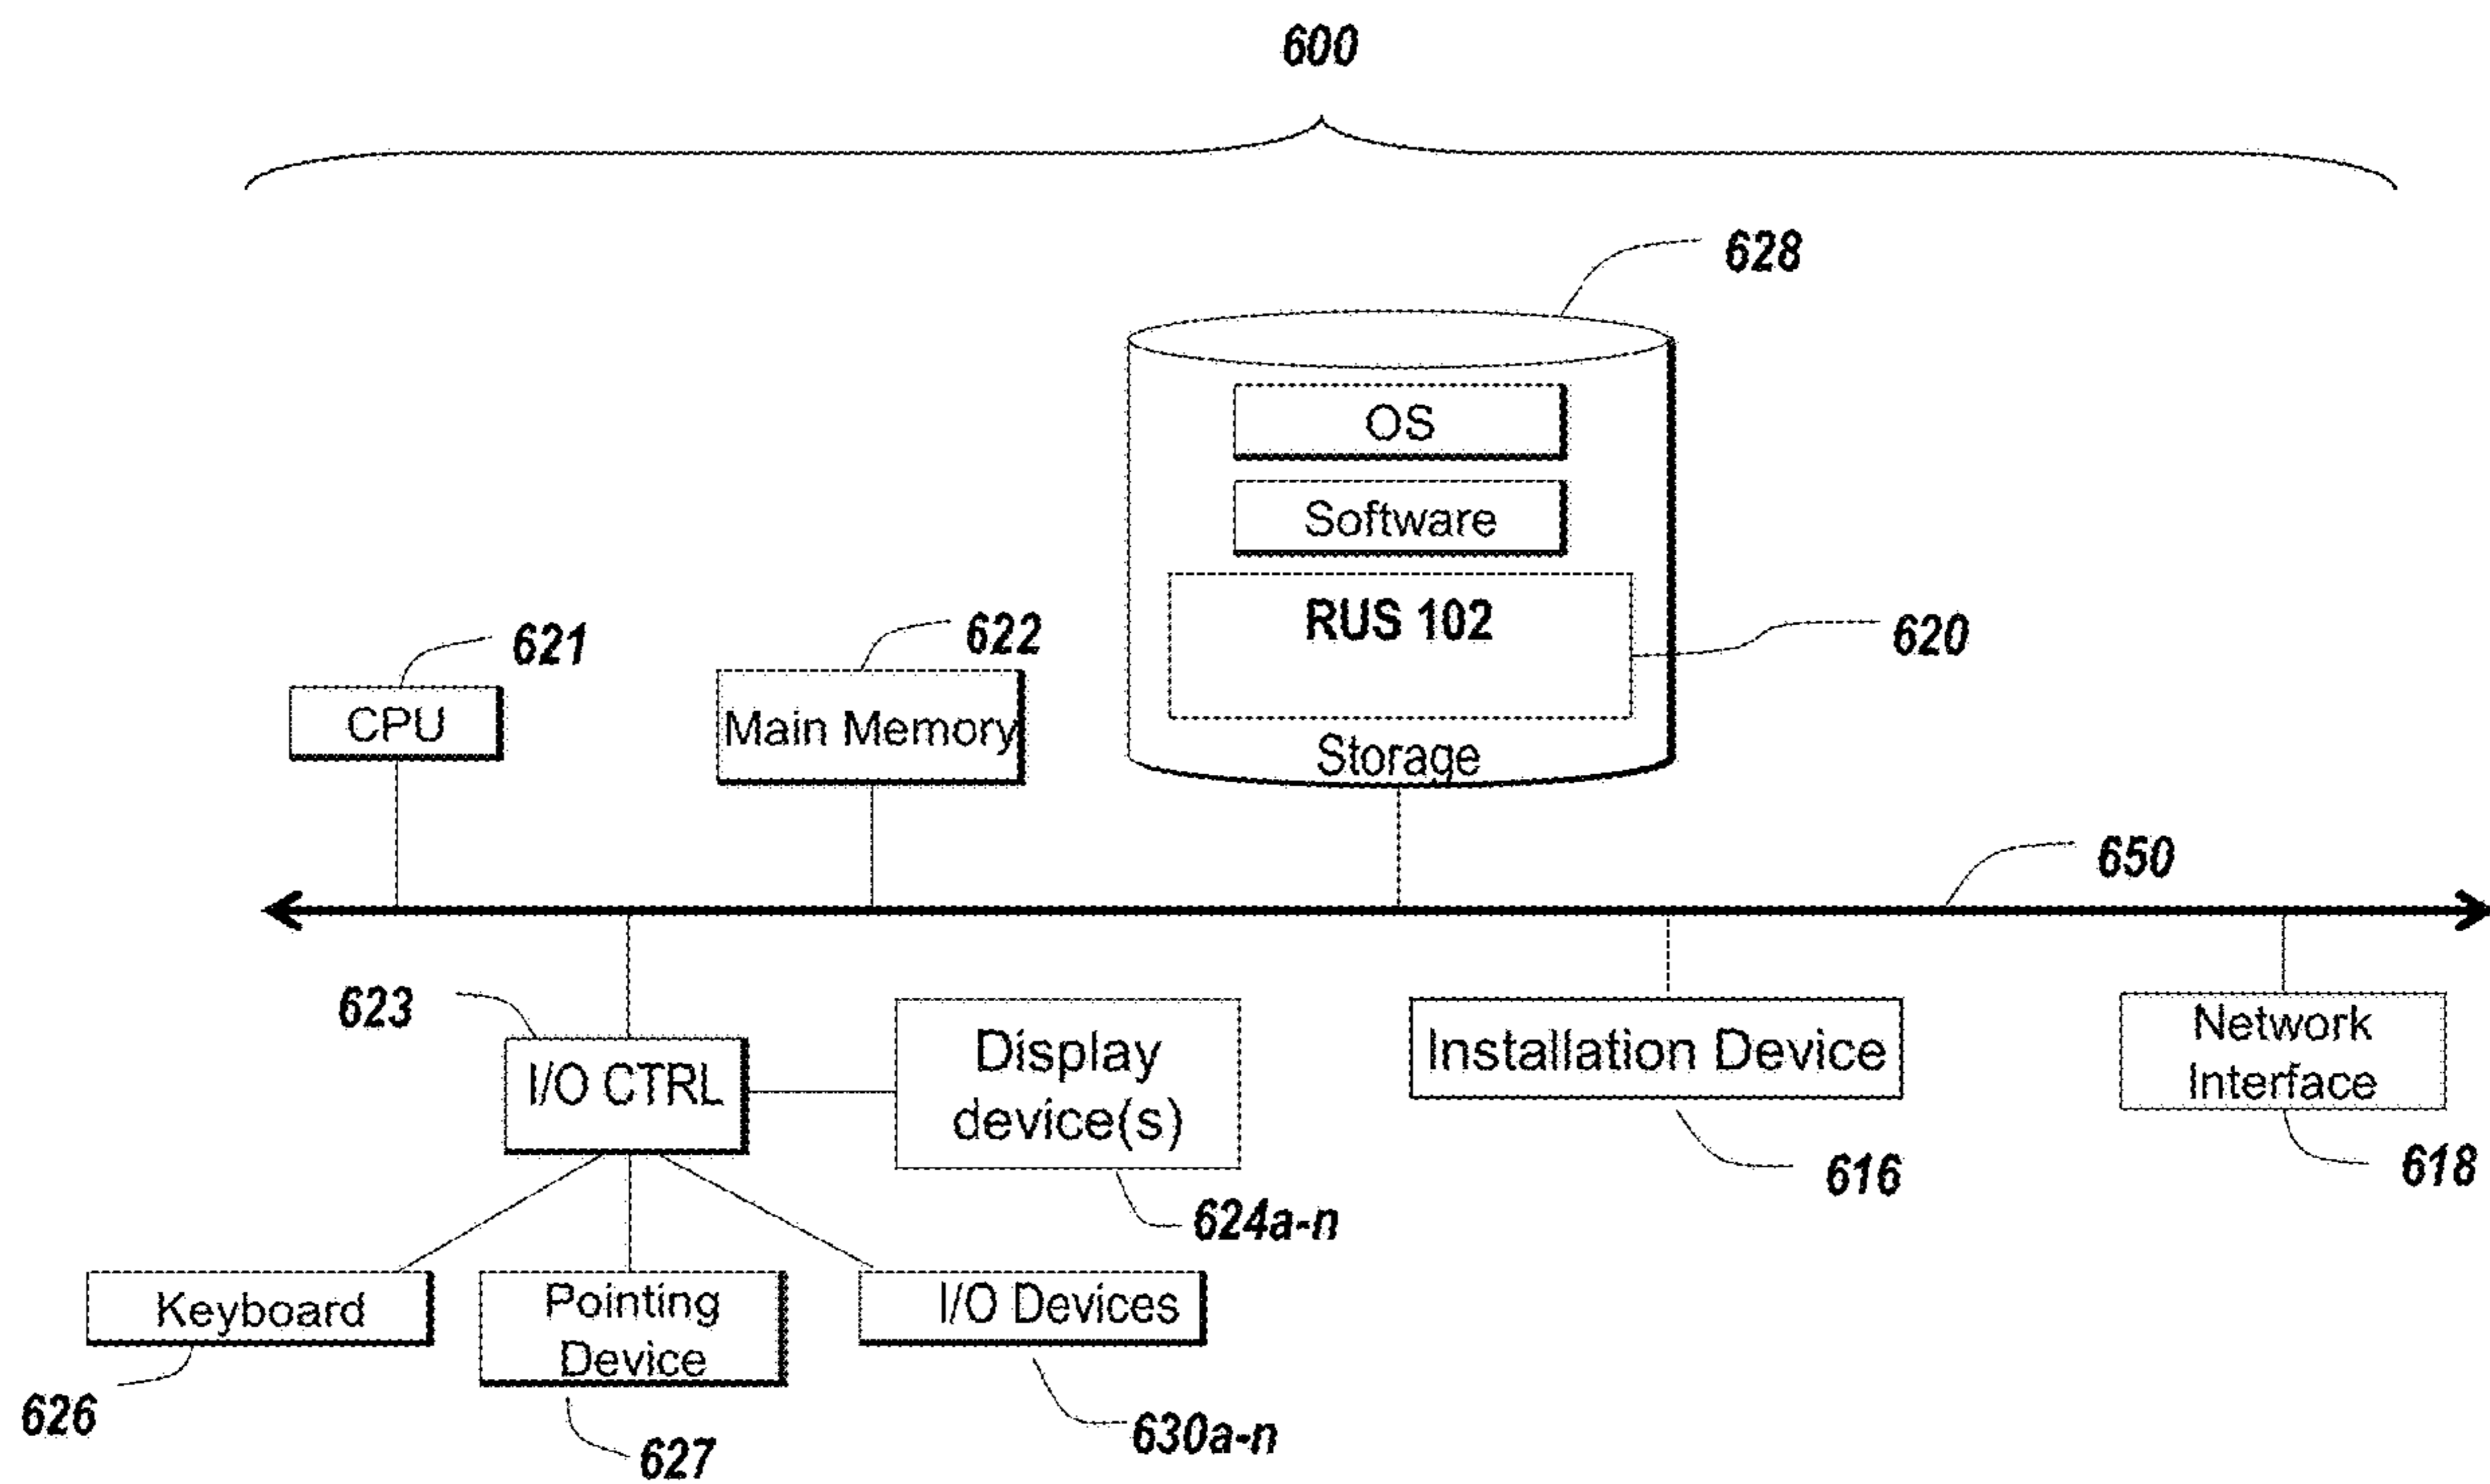 600
628
OS
Software
RUS 102
620
Storage
621
CPU
622
Main Memory
650
623
I/O CTRL
Display
device(s)
624a-n
Installation Device
616
Network
Interface
618
Keyboard
626
Pointing
Device
627
I/O Devices
630a-n